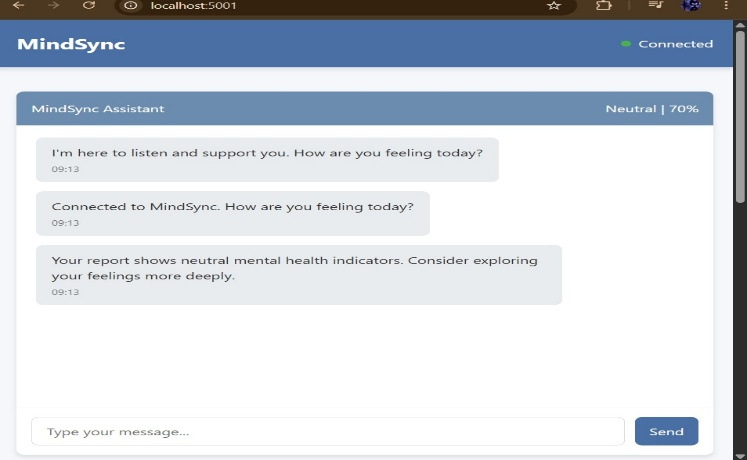 localhost:5001
MindSync
Connected
MindSync Assistant
Neutral | 70%
I'm here to listen and support you. How are you feeling today?
09:13
Connected to MindSync. How are you feeling today?
09:13
Your report shows neutral mental health indicators. Consider exploring
your feelings more deeply.
09:13
Type your message...
Send